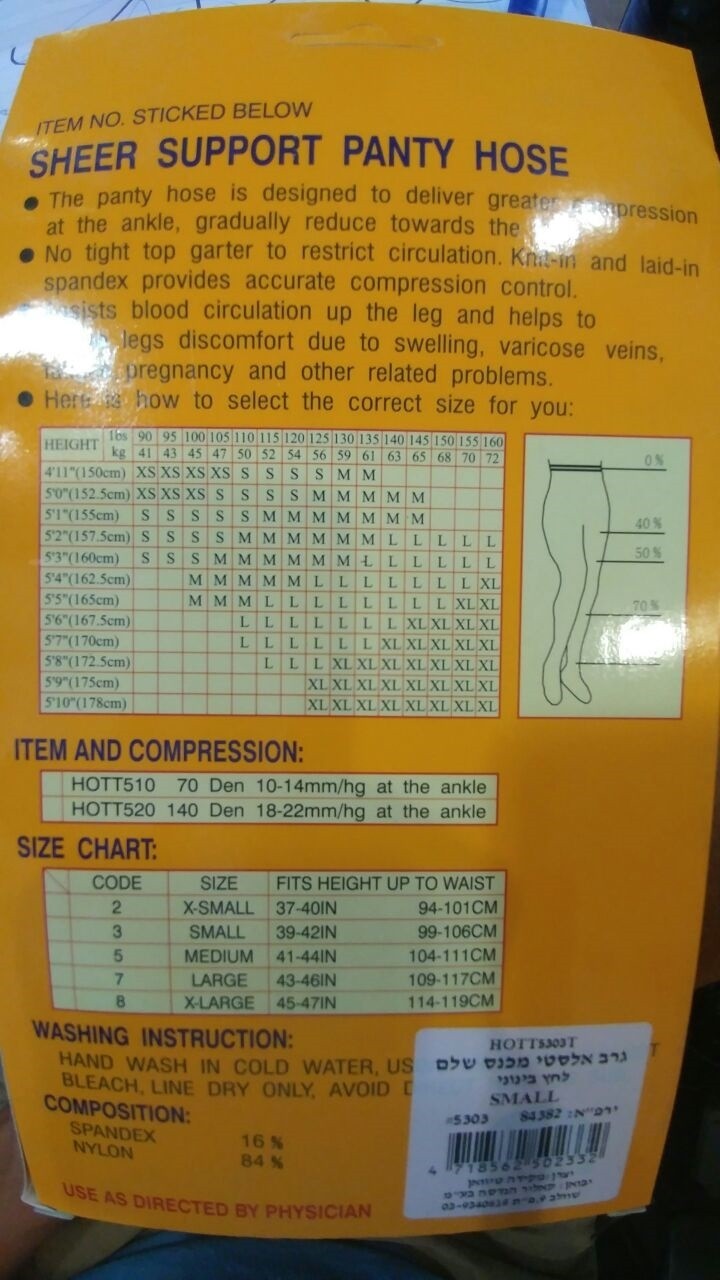 ITEM NO. STICKED BELOW
SHEER SUPPORT PANTY HOSE
● The panty hose is designed to deliver greater
at the ankle, gradually reduce towards the
● No tight top garter to restrict circulation. Knit-in and laid-in
spandex provides accurate compression control.
blood circulation up the leg and helps to
legs discomfort due to swelling, varicose veins,
pregnancy and other related problems.
● Here is how to select the correct size for you:
HEIGHT lbs 90 95 100 105 110 115 120 125 130 135 140 145 150 155 160
kg 41 43 45 47 50 52 54 56 59 61 63 65 68 70 72
4'11"(150cm) XS XS XS XS S S S S M M
5'0"(152.5cm) XS XS XS S S S S M M M M M
5'1"(155cm) S S S S S M M M M M M M
5'2"(157.5cm) S S S S M M M M M M L L L L L
5'3"(160cm) S S S M M M M M M L L L L L L
5'4"(162.5cm) M M M M M L L L L L L L XL
5'5"(165cm) M M M L L L L L L L L XL XL
5'6"(167.5cm) L L L L L L L XL XL XL XL
5'7"(170cm) L L L L L L XL XL XL XL XL
5'8"(172.5cm) L L L XL XL XL XL XL XL XL
5'9"(175cm) XL XL XL XL XL XL XL XL
5'10"(178cm) XL XL XL XL XL XL XL XL
0%
40%
50%
70%
ITEM AND COMPRESSION:
HOTT510 70 Den 10-14mm/hg at the ankle
HOTT520 140 Den 18-22mm/hg at the ankle
SIZE CHART:
CODE SIZE FITS HEIGHT UP TO WAIST
2 X-SMALL 37-40IN 94-101CM
3 SMALL 39-42IN 99-106CM
5 MEDIUM 41-44IN 104-111CM
7 LARGE 43-46IN 109-117CM
8 X-LARGE 45-47IN 114-119CM
WASHING INSTRUCTION:
HAND WASH IN COLD WATER,
BLEACH, LINE DRY ONLY, AVOID
COMPOSITION:
SPANDEX 16 %
NYLON 84 %
USE AS DIRECTED BY PHYSICIAN
HOTT5303T
גרב אלסטי מכנס שלם
לחץ בינוני
SMALL
#5303 84382 :ירפ"א
4 718562 502332